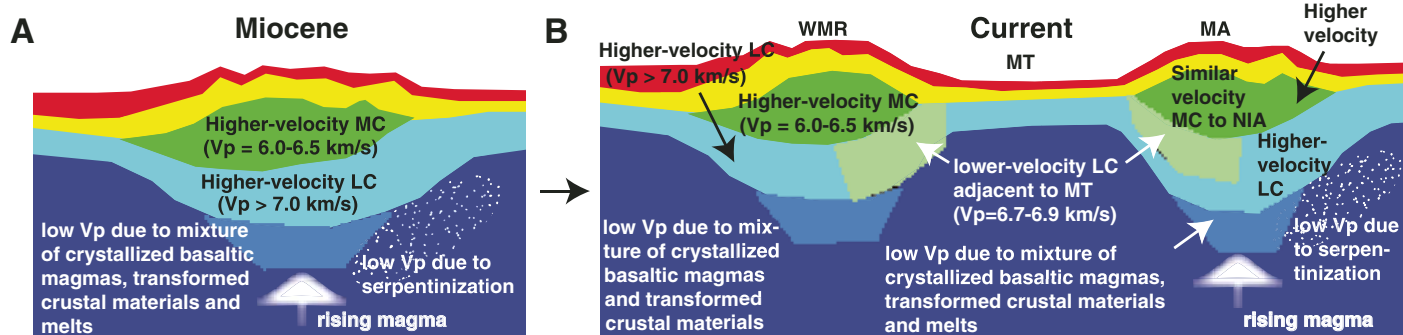 A
Miocene
Higher-velocity MC
(Vp = 6.0-6.5 km/s)
Higher-velocity LC
(Vp > 7.0 km/s)
low Vp due to mixture
of crystallized basaltic
magmas, transformed
crustal materials and
melts
low Vp due to
serpentinization
rising magma
B
WMR
Current
MT
MA
Higher
velocity
Higher-velocity LC
(Vp > 7.0 km/s)
Higher-velocity MC
(Vp = 6.0-6.5 km/s)
Similar
velocity
MC to NIA
Higher-
velocity
LC
lower-velocity LC
adjacent to MT
(Vp=6.7-6.9 km/s)
low Vp due to mix-
ture of crystallized
basaltic magmas
and transformed
crustal materials
low Vp due to mixture of
crystallized basaltic magmas,
transformed crustal materials
and melts
low Vp due
to serpen-
tinization
rising magma